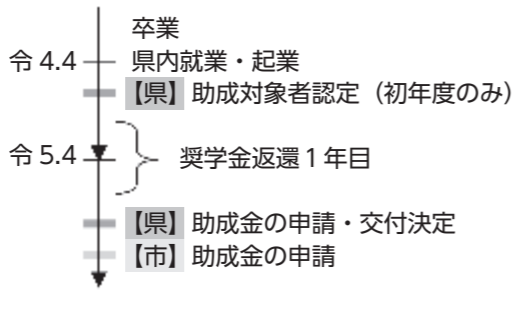 卒業
令 4.4 県内就業・起業
【県】助成対象者認定（初年度のみ）
令 5.4 奨学金返還１年目
【県】助成金の申請・交付決定
【市】助成金の申請